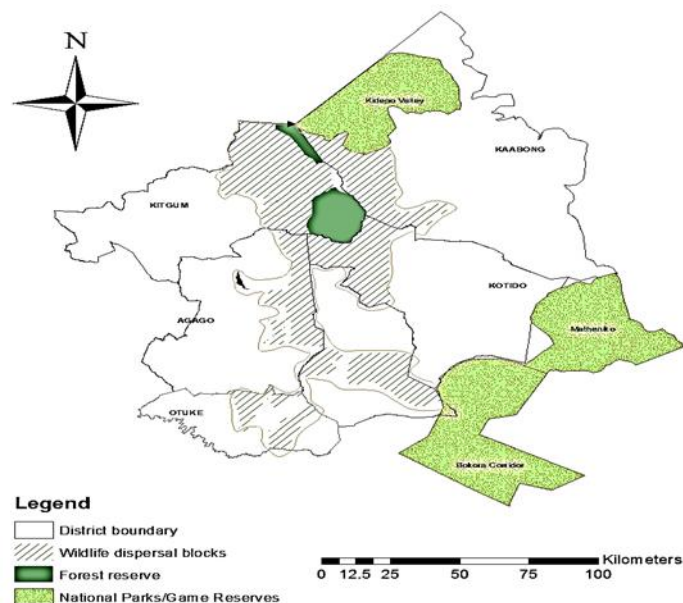 N
Kidepo Valley
KAABONG
KITGUM
KOTIDO
Matheniko
AGAGO
OTUKE
Bokora Corridor
Legend
District boundary
Wildlife dispersal blocks
Forest reserve
National Parks/Game Reserves
Kilometers
0 12.5 25 50 75 100